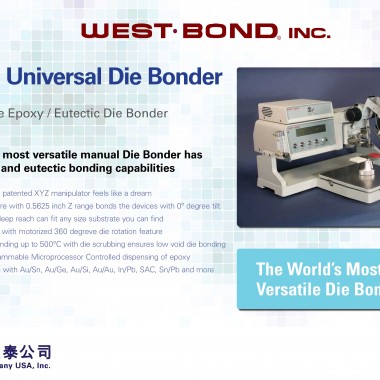 WEST·BOND® INC.
Universal Die Bonder
e Epoxy / Eutectic Die Bonder
most versatile manual Die Bonder has
and eutectic bonding capabilities
patented XYZ manipulator feels like a dream
re with 0.5625 inch Z range bonds the devices with 0° degree tilt
deep reach can fit any size substrate you can find
with motorized 360 degreve die rotation feature
nding up to 500°C with die scrubbing ensures low void die bonding
ammable Microprocessor Controlled dispensing of epoxy
with Au/Sn, Au/Ge, Au/Si, Au/Au, In/Pb, SAC, Sn/Pb and more
The World's Most
Versatile Die Bon
泰公司
any USA, Inc.